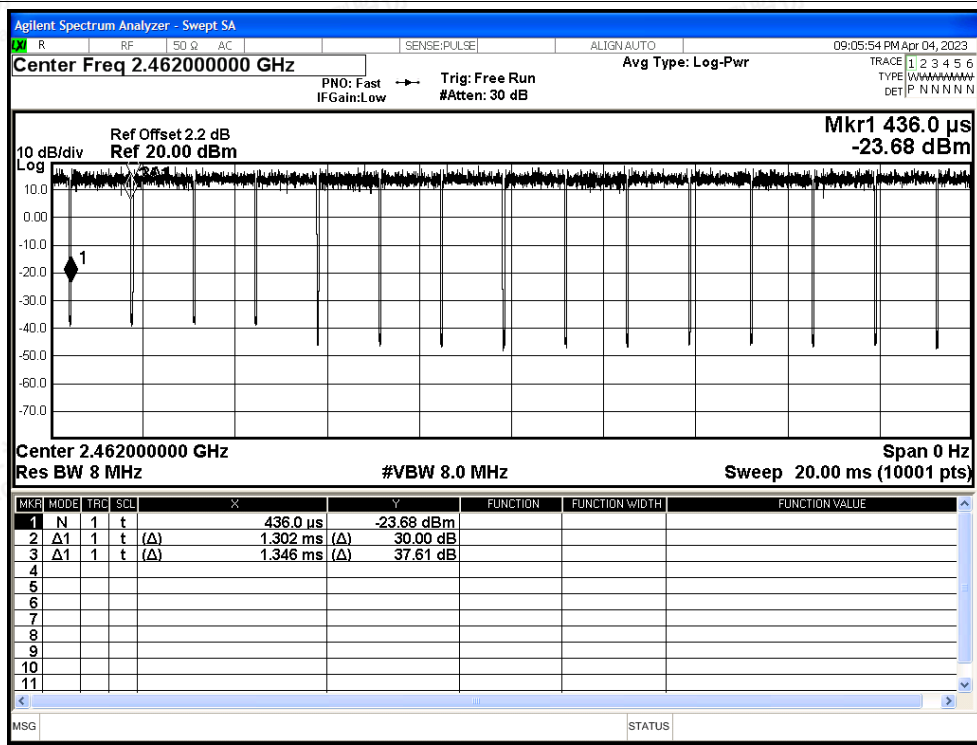 Agilent Spectrum Analyzer - Swept SA
LXI R RF 50 Ω AC SENSE:PULSE ALIGN AUTO 09:05:54 PM Apr 04, 2023
Center Freq 2.462000000 GHz
PNO: Fast
IFGain:Low
Trig: Free Run
#Atten: 30 dB
Avg Type: Log-Pwr
TRACE 1 2 3 4 5 6
TYPE
DET P N N N N N
Mkr1 436.0 µs
-23.68 dBm
Ref Offset 2.2 dB
10 dB/div Ref 20.00 dBm
Log
10.0
0.00
-10.0
-20.0
-30.0
-40.0
-50.0
-60.0
-70.0
1
Center 2.462000000 GHz Span 0 Hz
Res BW 8 MHz #VBW 8.0 MHz Sweep 20.00 ms (10001 pts)
MKR MODE TRC SCL X Y FUNCTION FUNCTION WIDTH FUNCTION VALUE
1 N 1 t 436.0 µs -23.68 dBm
2 Δ1 1 t (Δ) 1.302 ms (Δ) 30.00 dB
3 Δ1 1 t (Δ) 1.346 ms (Δ) 37.61 dB
4
5
6
7
8
9
10
11
MSG STATUS